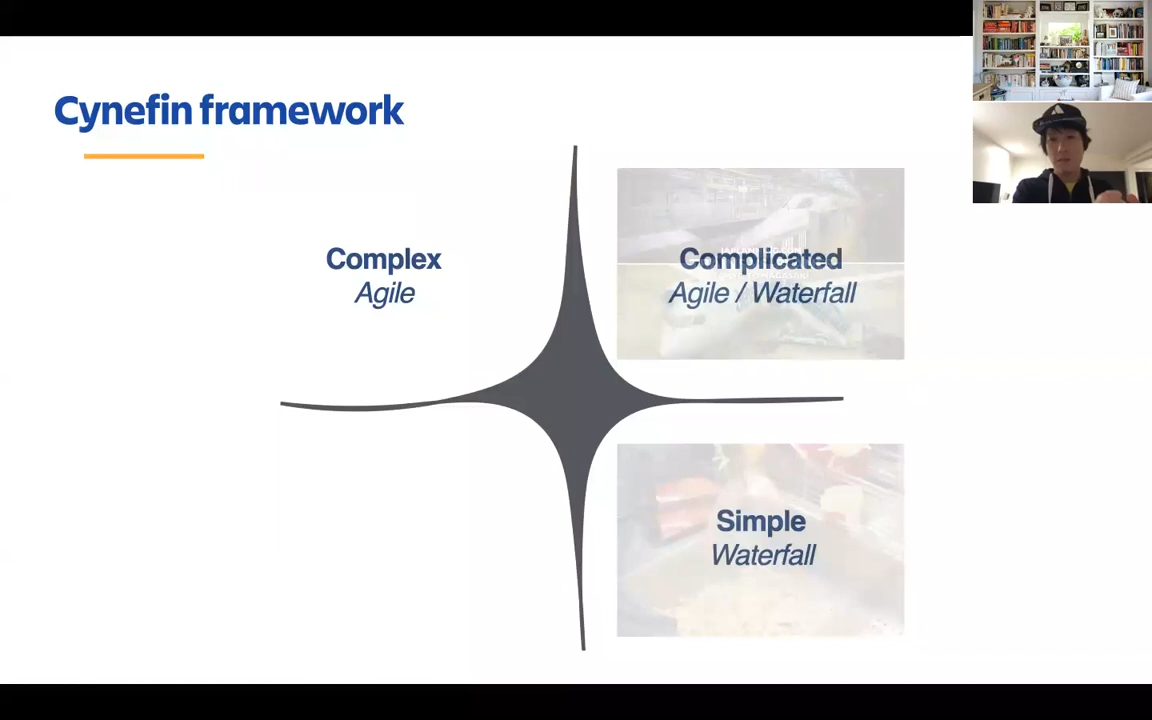 Cynefin framework
Complex
Agile
Complicated
Agile / Waterfall
Simple
Waterfall